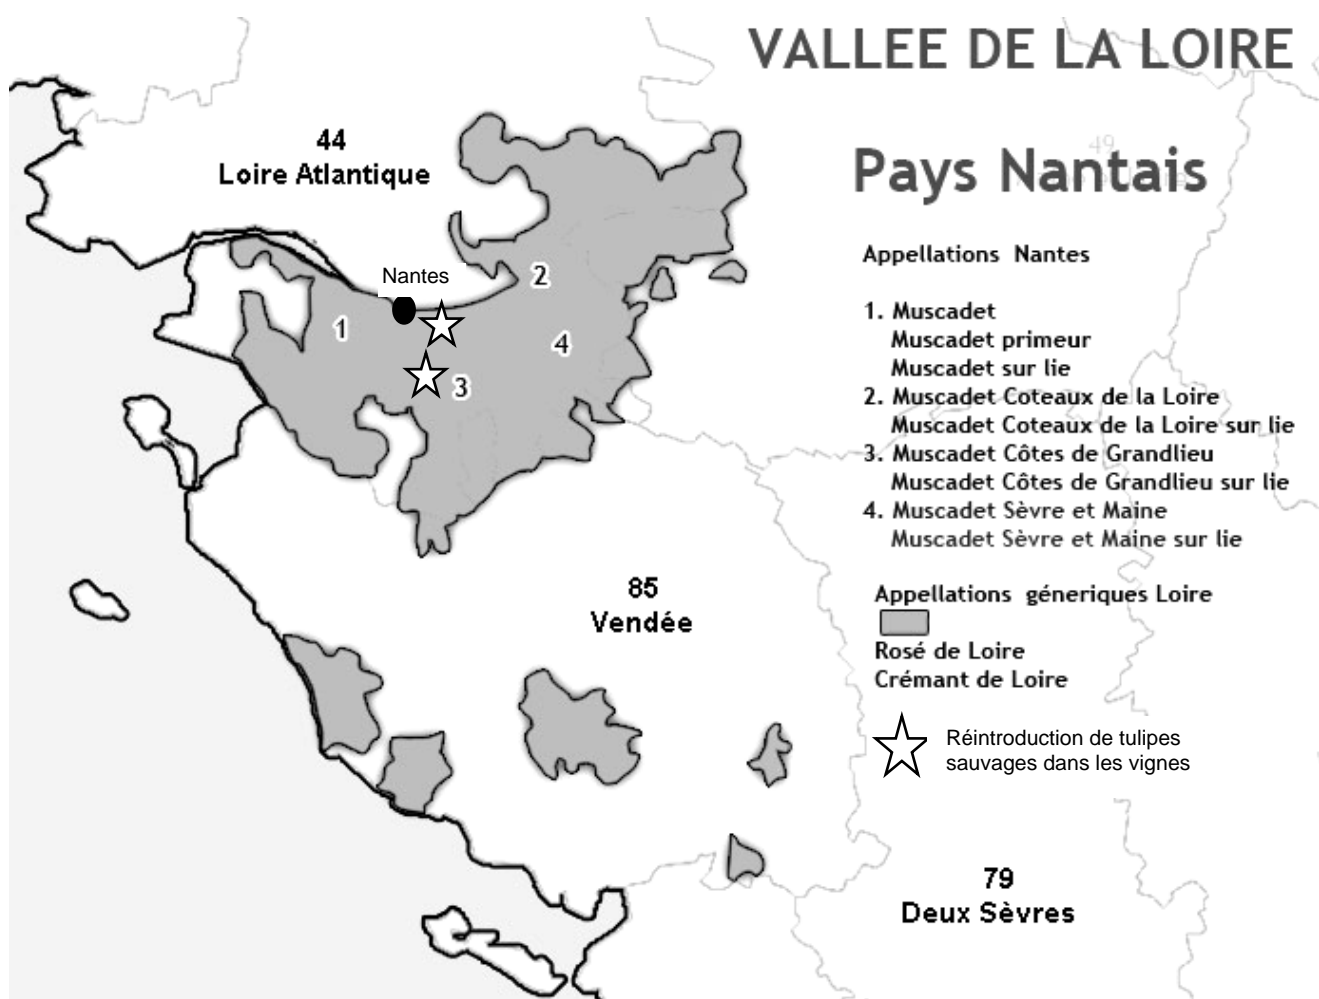 VALLEE DE LA LOIRE
Pays Nantais
49
44
Loire Atlantique
Nantes
1
2
3
4
Appellations Nantes
1. Muscadet
Muscadet primeur
Muscadet sur lie
2. Muscadet Coteaux de la Loire
Muscadet Coteaux de la Loire sur lie
3. Muscadet Côtes de Grandlieu
Muscadet Côtes de Grandlieu sur lie
4. Muscadet Sèvre et Maine
Muscadet Sèvre et Maine sur lie
85
Vendée
Appellations géneriques Loire
Rosé de Loire
Crémant de Loire
Réintroduction de tulipes
sauvages dans les vignes
79
Deux Sèvres